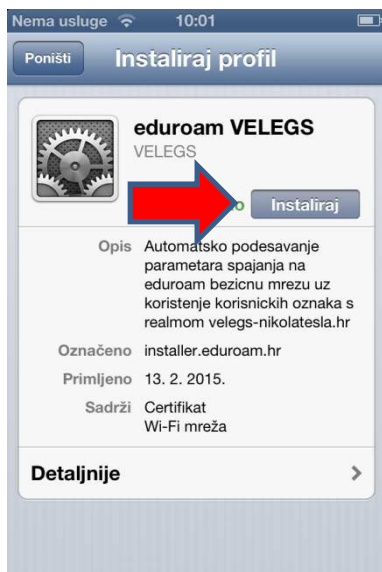 Nema usluge 10:01
Poništi Instaliraj profil
eduroam VELEGS
VELEGS
Instaliraj
Opis Automatsko podesavanje
parametara spajanja na
eduroam bezicnu mrezu uz
koristenje korisnickih oznaka s
realmom velegs-nikolatesla.hr
Označeno installer.eduroam.hr
Primljeno 13. 2. 2015.
Sadrži Certifikat
Wi-Fi mreža
Detaljnije